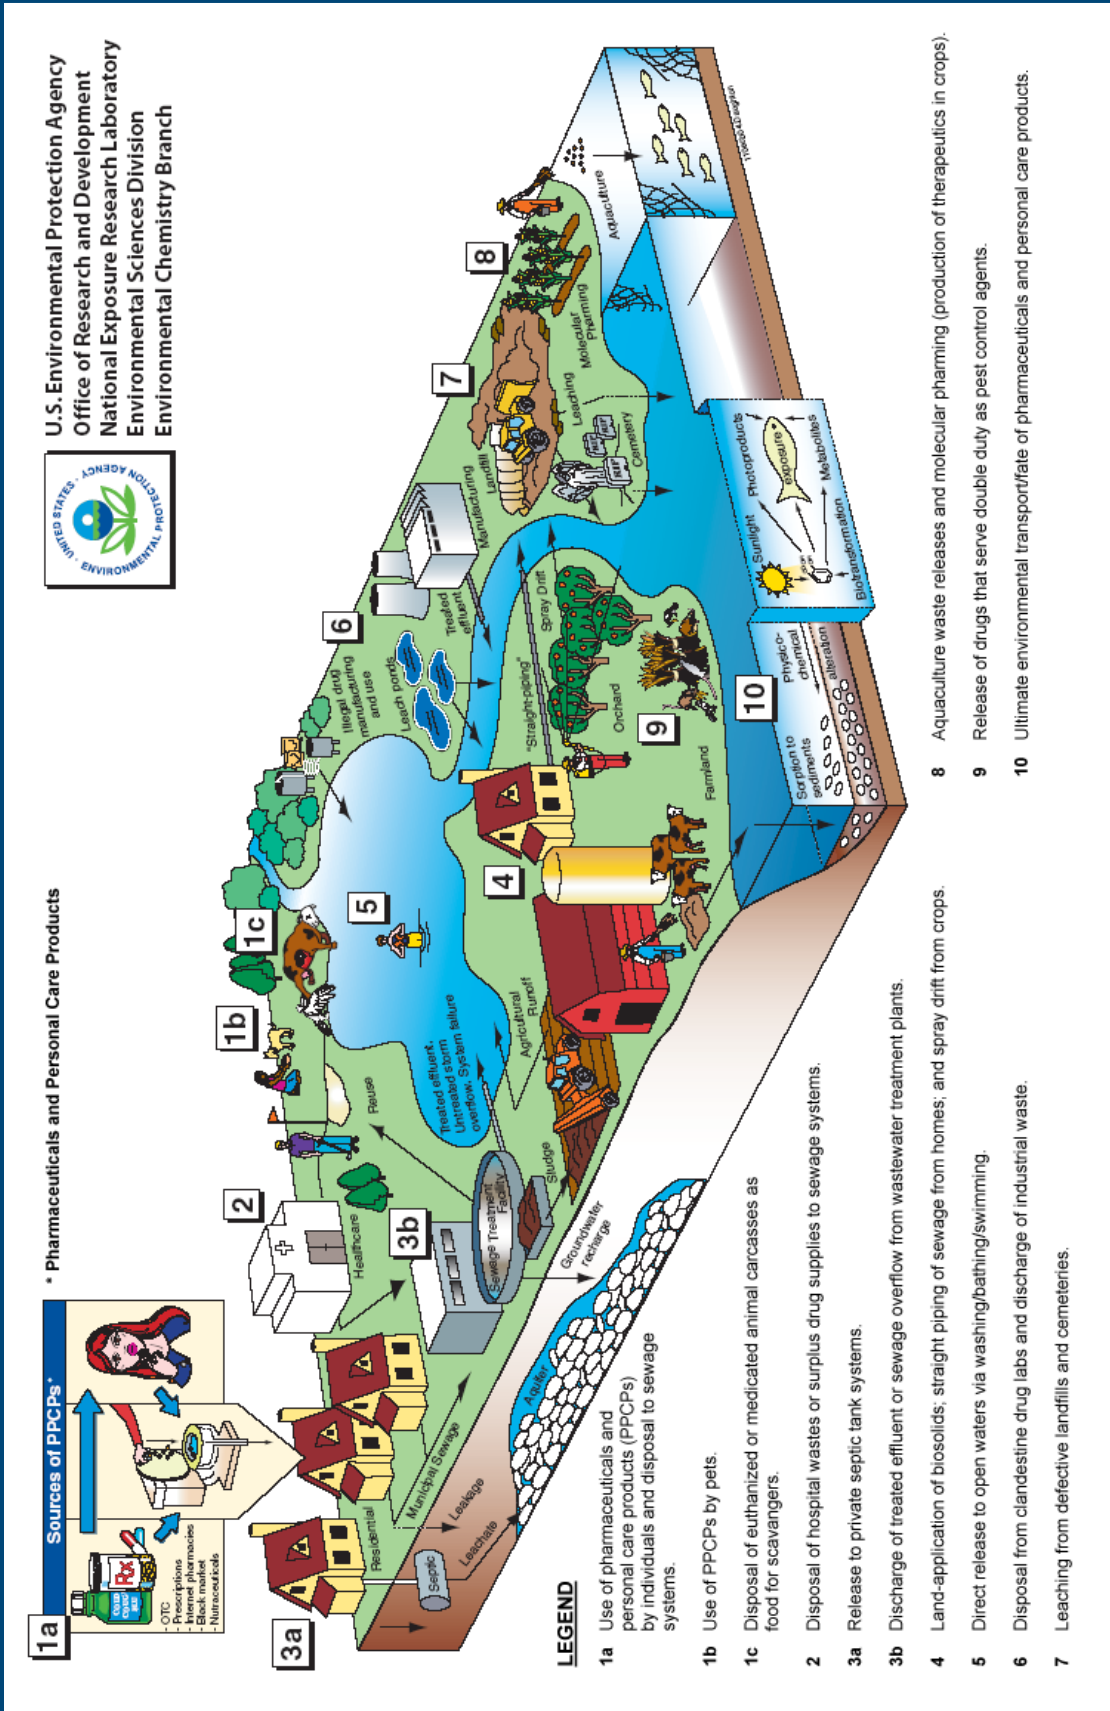 U.S. Environmental Protection Agency
Office of Research and Development
National Exposure Research Laboratory
Environmental Sciences Division
Environmental Chemistry Branch
UNITED STATES
ENVIRONMENTAL PROTECTION AGENCY
1a
Sources of PPCPs*
* Pharmaceuticals and Personal Care Products
Rx
- OTC
- Prescriptions
- Internet pharmacies
- Black market
- Nutraceuticals
3a
Residential
Septic
Municipal Sewage
Leakage
Leachate
Aquifer
2
Healthcare
3b
Sewage Treatment
Facility
Sludge
Groundwater
recharge
Reuse
1b
1c
5
Treated effluent.
Untreated storm
overflow. System failure
Agricultural
Runoff
Illegal drug
manufacturing
and use
6
Leach ponds
Treated
effluent
Manufacturing
4
"Straight-piping"
Spray Drift
Orchard
9
Farmland
7
Landfill
Cemetery
RIP
RIP
RIP
Leaching
8
Molecular
Pharming
Aquaculture
10
Sorption to
sediments
Physico-
chemical
alteration
Sunlight
Photoproducts
exposure
Metabolites
Biotransformation
LEGEND
1a Use of pharmaceuticals and
personal care products (PPCPs)
by individuals and disposal to sewage
systems.
1b Use of PPCPs by pets.
1c Disposal of euthanized or medicated animal carcasses as
food for scavangers.
2 Disposal of hospital wastes or surplus drug supplies to sewage systems.
3a Release to private septic tank systems.
3b Discharge of treated effluent or sewage overflow from wastewater treatment plants.
4 Land-application of biosolids; straight piping of sewage from homes; and spray drift from crops.
5 Direct release to open waters via washing/bathing/swimming.
6 Disposal from clandestine drug labs and discharge of industrial waste.
7 Leaching from defective landfills and cemeteries.
8 Aquaculture waste releases and molecular pharming (production of therapeutics in crops).
9 Release of drugs that serve double duty as pest control agents.
10 Ultimate environmental transport/fate of pharmaceuticals and personal care products.